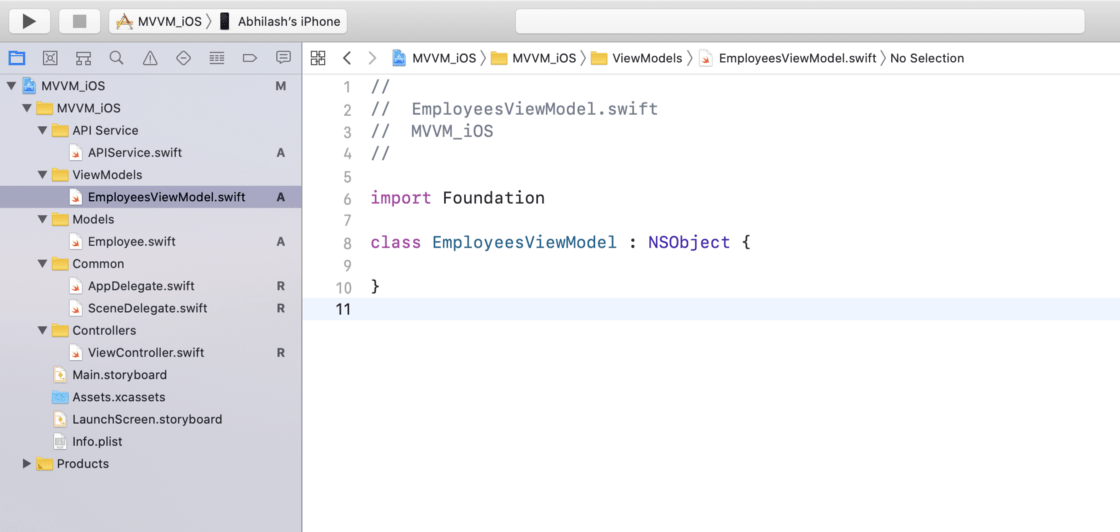 MVVM_iOS 〉 Abhilash's iPhone
MVVM_iOS 〉 MVVM_iOS 〉 ViewModels 〉 EmployeesViewModel.swift 〉 No Selection
MVVM_iOS M
MVVM_iOS
API Service
APIService.swift A
ViewModels
EmployeesViewModel.swift A
Models
Employee.swift A
Common
AppDelegate.swift R
SceneDelegate.swift R
Controllers
ViewController.swift R
Main.storyboard
Assets.xcassets
LaunchScreen.storyboard
Info.plist
Products
1 //
2 //  EmployeesViewModel.swift
3 //  MVVM_iOS
4 //
5
6 import Foundation
7
8 class EmployeesViewModel : NSObject {
9
10 }
11